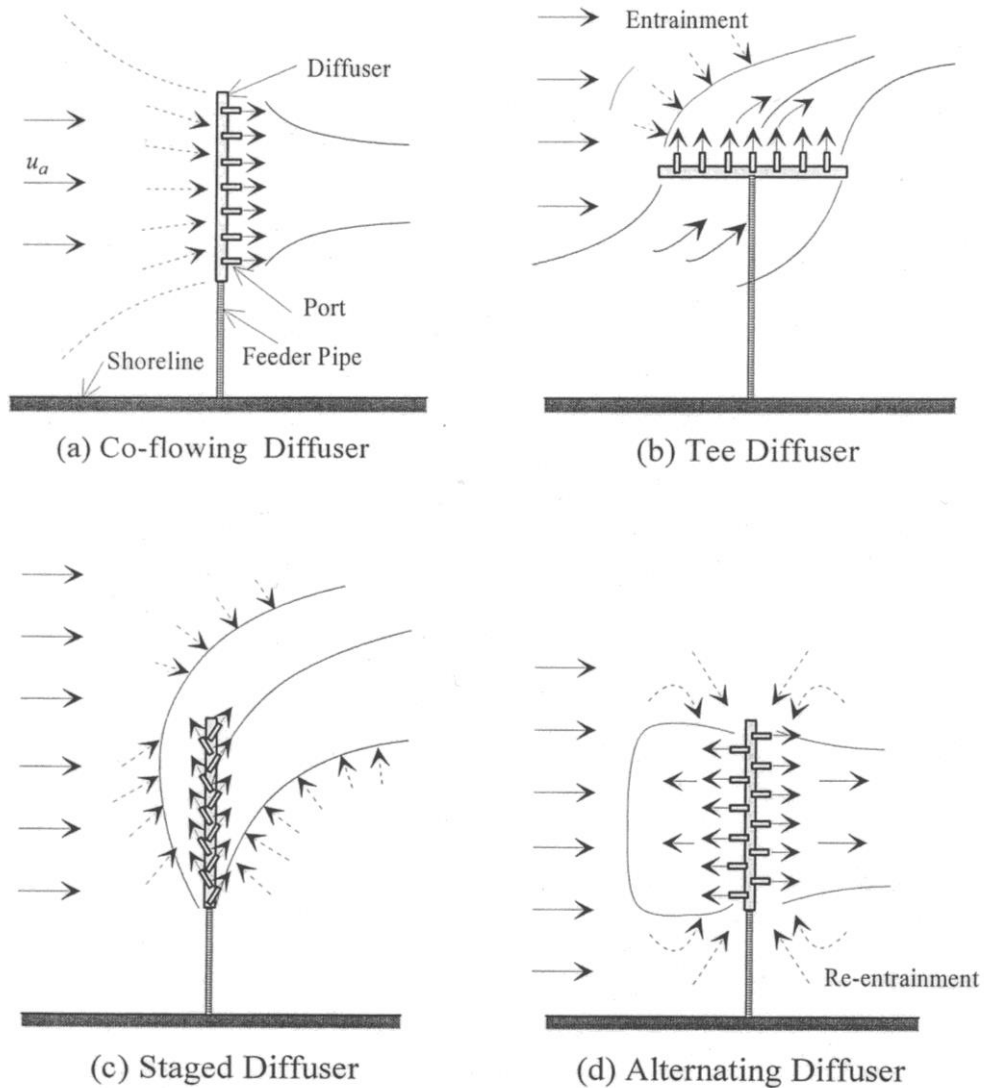 Diffuser
u_a
Port
Shoreline
Feeder Pipe
(a) Co-flowing Diffuser
Entrainment
(b) Tee Diffuser
(c) Staged Diffuser
Re-entrainment
(d) Alternating Diffuser